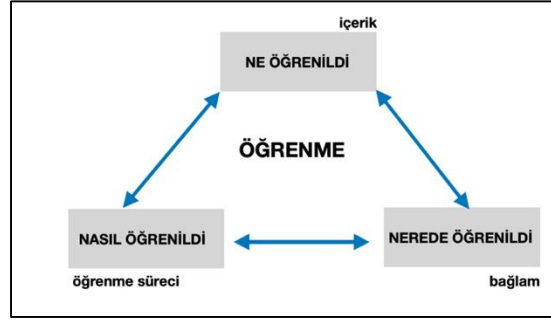 içerik
NE ÖĞRENİLDİ
ÖĞRENME
NASIL ÖĞRENİLDİ
NEREDE ÖĞRENİLDİ
öğrenme süreci
bağlam